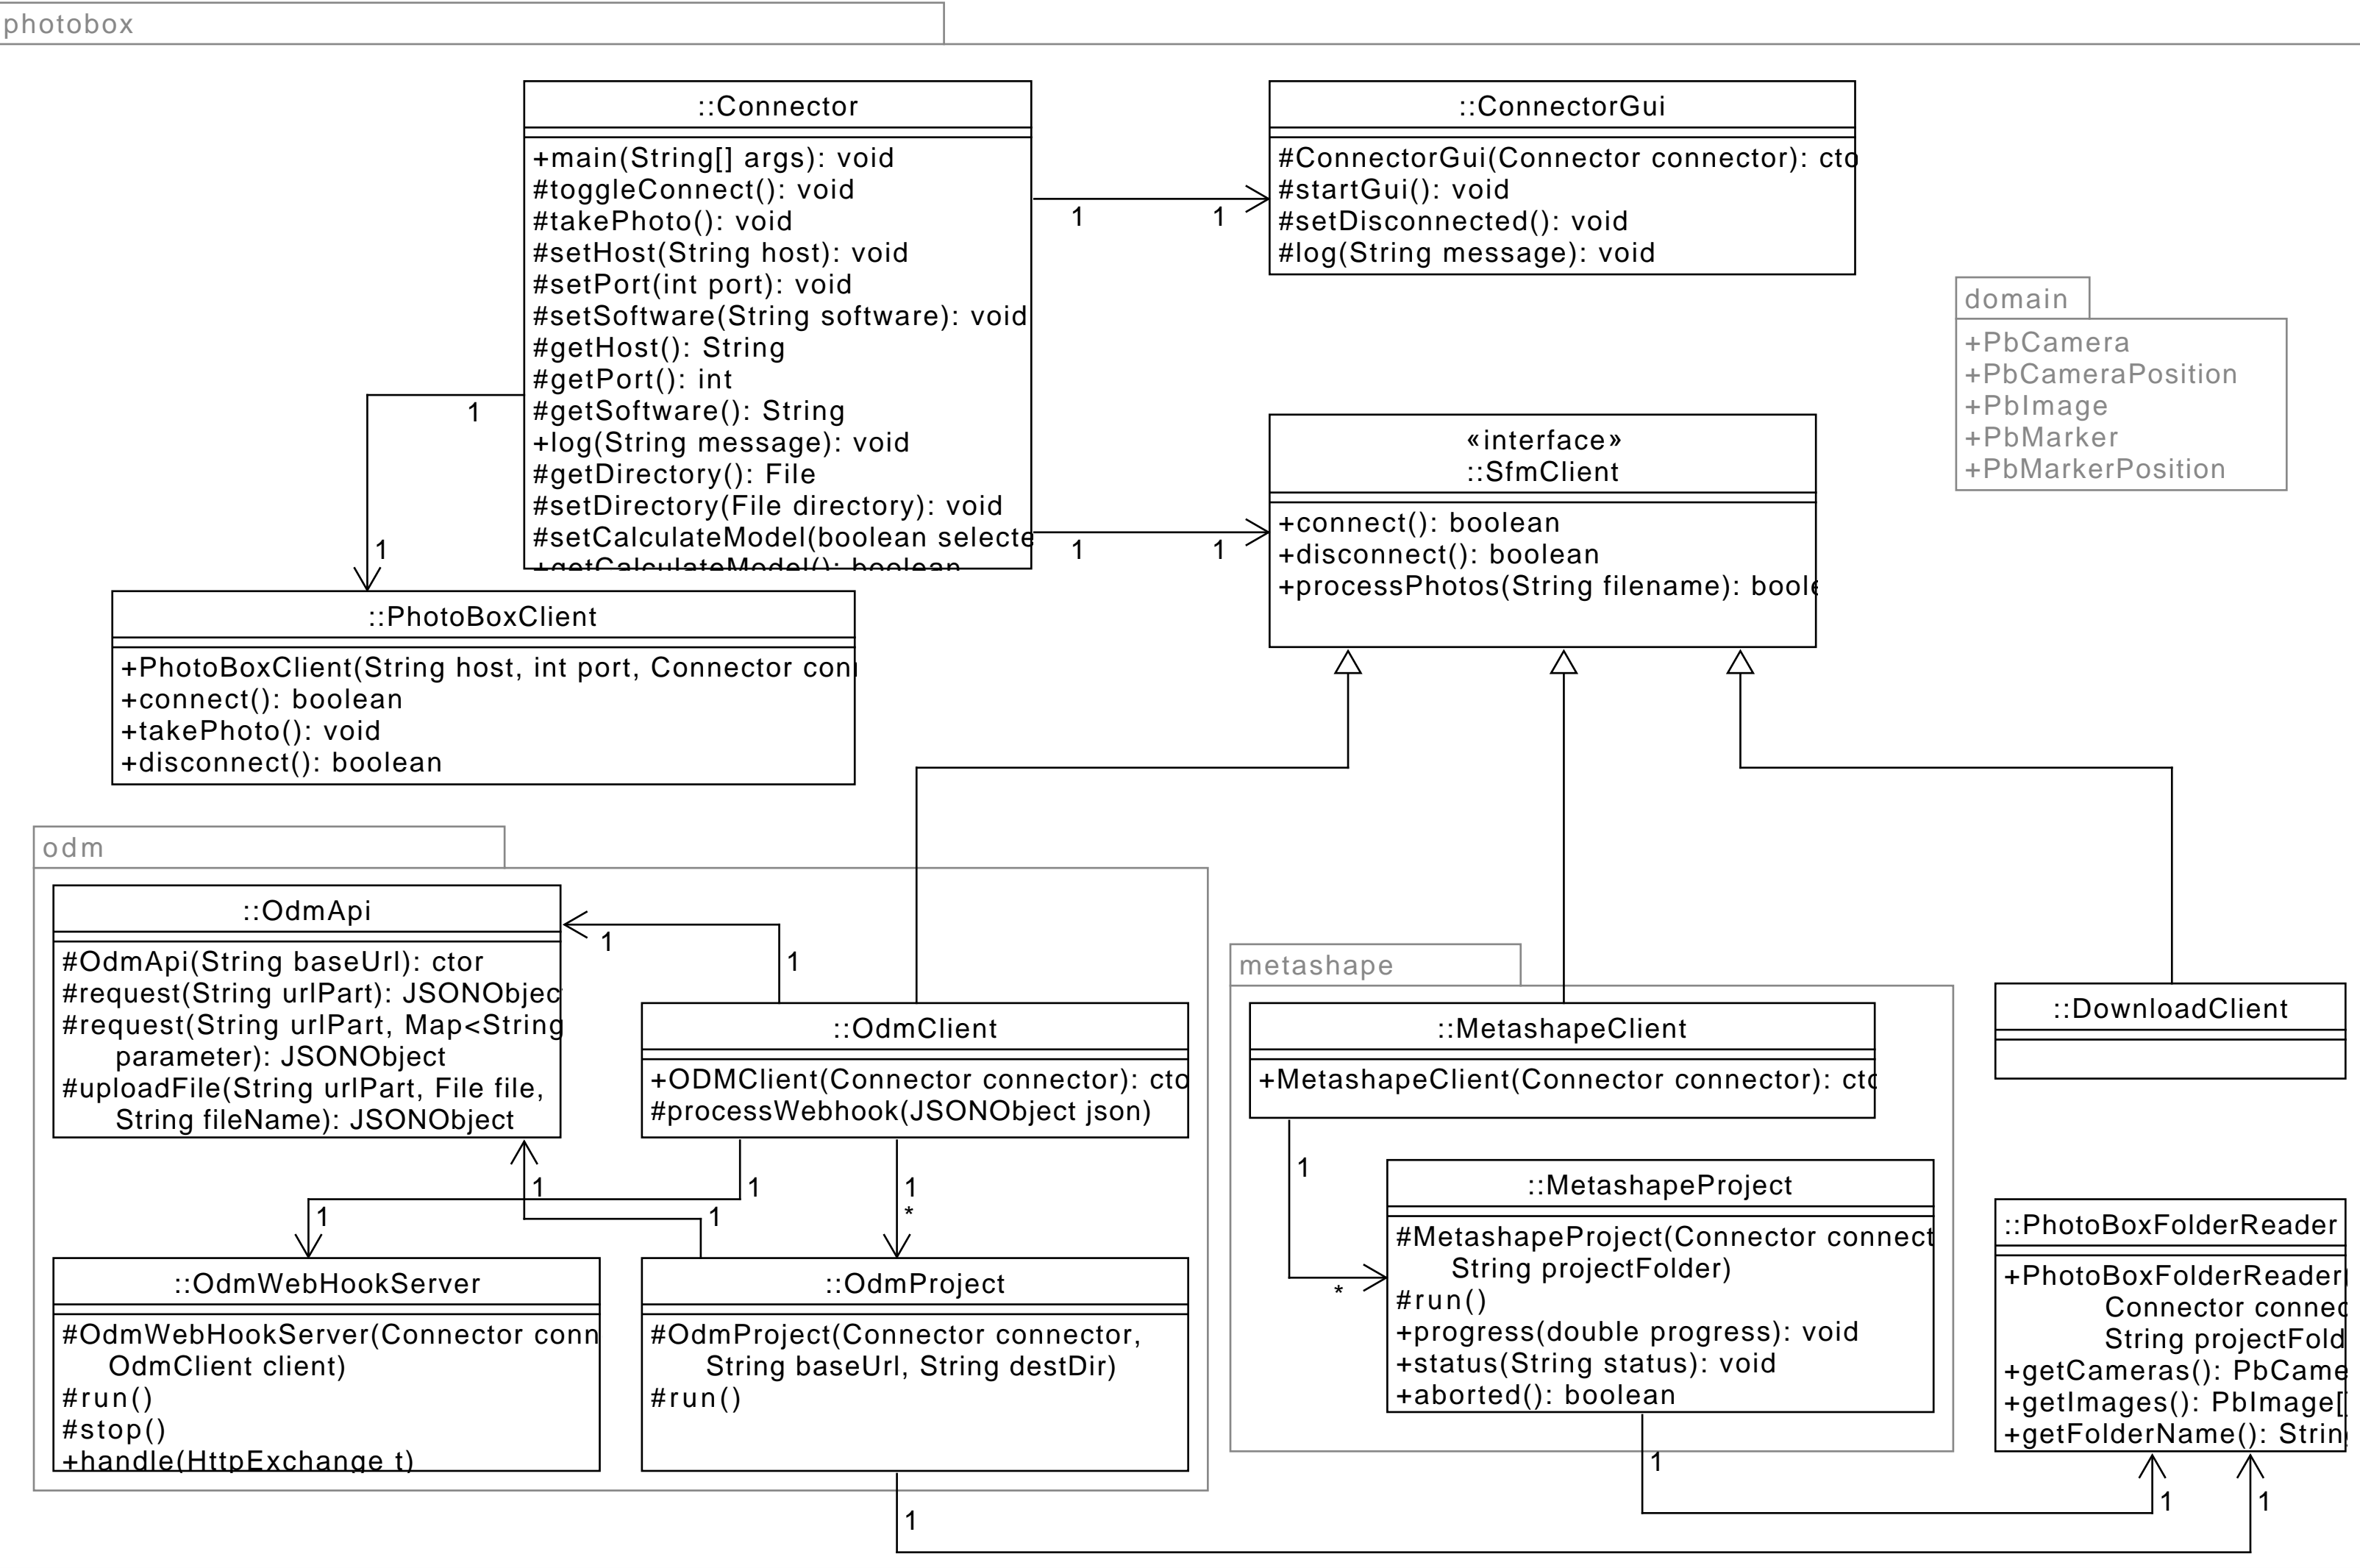 photobox
::Connector
+main(String[] args): void
#toggleConnect(): void
#takePhoto(): void
#setHost(String host): void
#setPort(int port): void
#setSoftware(String software): void
#getHost(): String
#getPort(): int
#getSoftware(): String
+log(String message): void
#getDirectory(): File
#setDirectory(File directory): void
#setCalculateModel(boolean selecte
+getCalculateModel(): boolean
::ConnectorGui
#ConnectorGui(Connector connector): cto
#startGui(): void
#setDisconnected(): void
#log(String message): void
1
1
domain
+PbCamera
+PbCameraPosition
+PbImage
+PbMarker
+PbMarkerPosition
«interface»
::SfmClient
+connect(): boolean
+disconnect(): boolean
+processPhotos(String filename): boole
1
1
1
1
::PhotoBoxClient
+PhotoBoxClient(String host, int port, Connector con
+connect(): boolean
+takePhoto(): void
+disconnect(): boolean
odm
::OdmApi
#OdmApi(String baseUrl): ctor
#request(String urlPart): JSONObjec
#request(String urlPart, Map<String
parameter): JSONObject
#uploadFile(String urlPart, File file,
String fileName): JSONObject
1
1
::OdmClient
+ODMClient(Connector connector): cto
#processWebhook(JSONObject json)
1
1
1
*
1
1
::OdmWebHookServer
#OdmWebHookServer(Connector conn
OdmClient client)
#run()
#stop()
+handle(HttpExchange t)
::OdmProject
#OdmProject(Connector connector,
String baseUrl, String destDir)
#run()
metashape
::MetashapeClient
+MetashapeClient(Connector connector): cto
1
*
::MetashapeProject
#MetashapeProject(Connector connect
String projectFolder)
#run()
+progress(double progress): void
+status(String status): void
+aborted(): boolean
::DownloadClient
::PhotoBoxFolderReader
+PhotoBoxFolderReader(
Connector connec
String projectFold
+getCameras(): PbCame
+getImages(): PbImage[
+getFolderName(): Strin
1
1
1
1